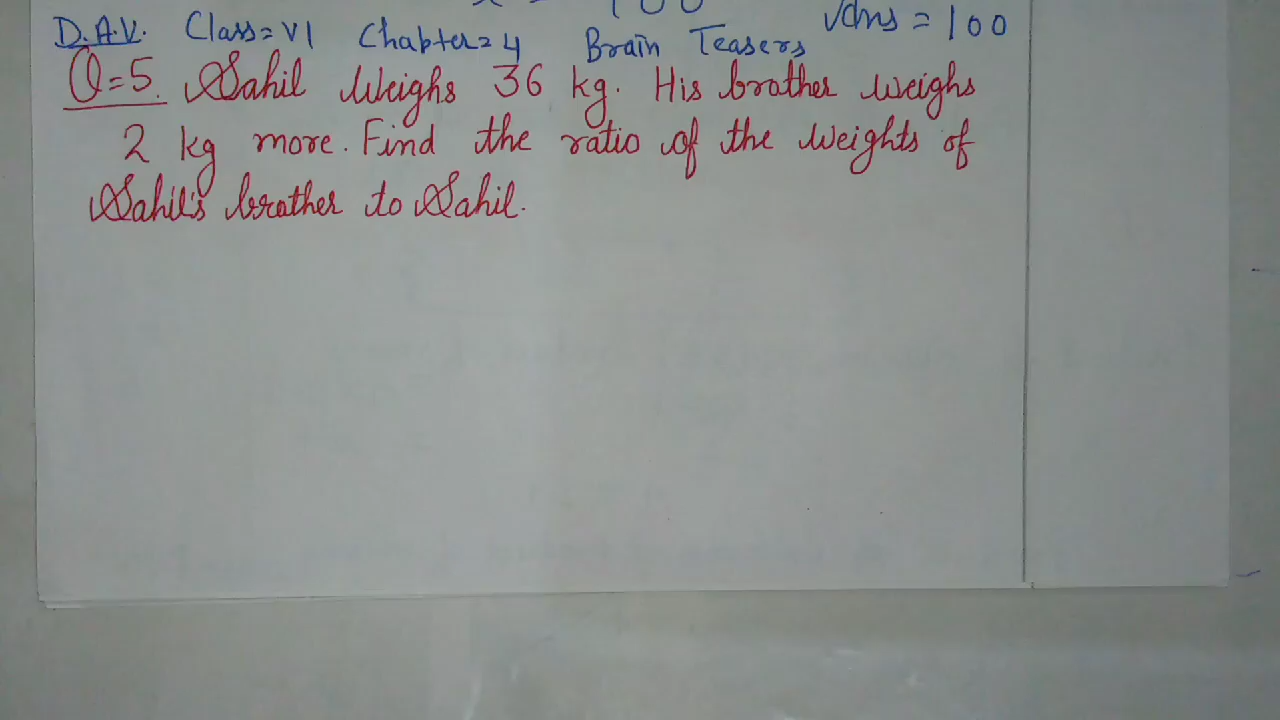 D.A.V. Class=VI Chapter=4 Brain Teasers Vans = 100
Q=5. Sahil Weighs 36 kg. His brother weighs
2 kg more. Find the ratio of the weights of
Sahil's brother to Sahil.